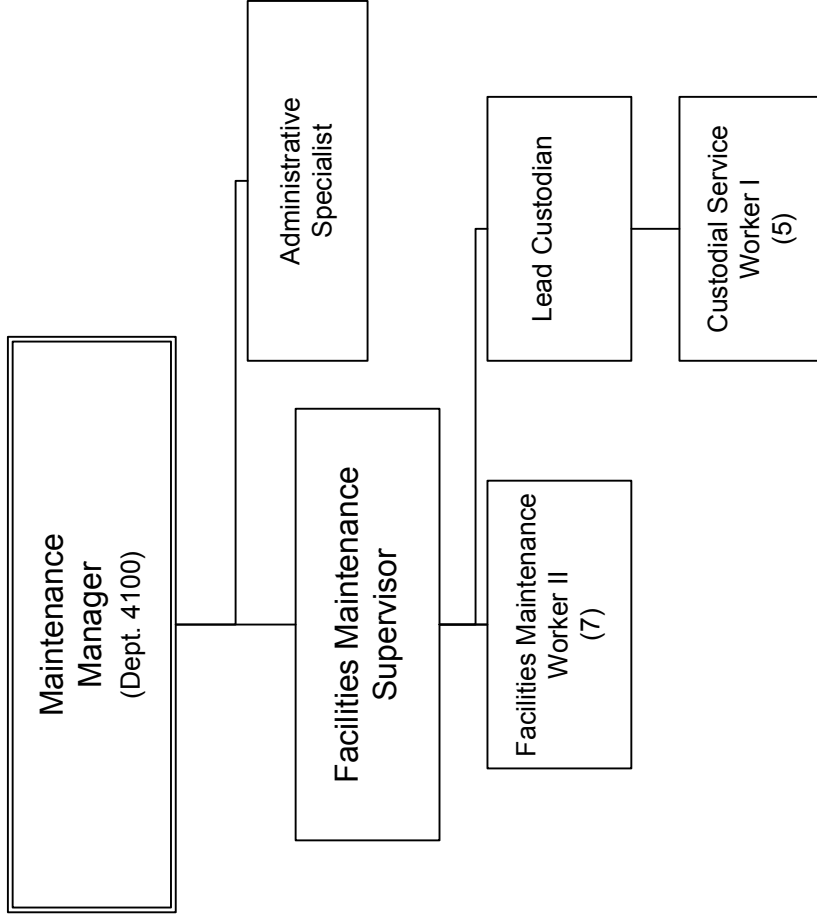 Maintenance
Manager
(Dept. 4100)
Administrative
Specialist
Facilities Maintenance
Supervisor
Facilities Maintenance
Worker II
(7)
Lead Custodian
Custodial Service
Worker I
(5)